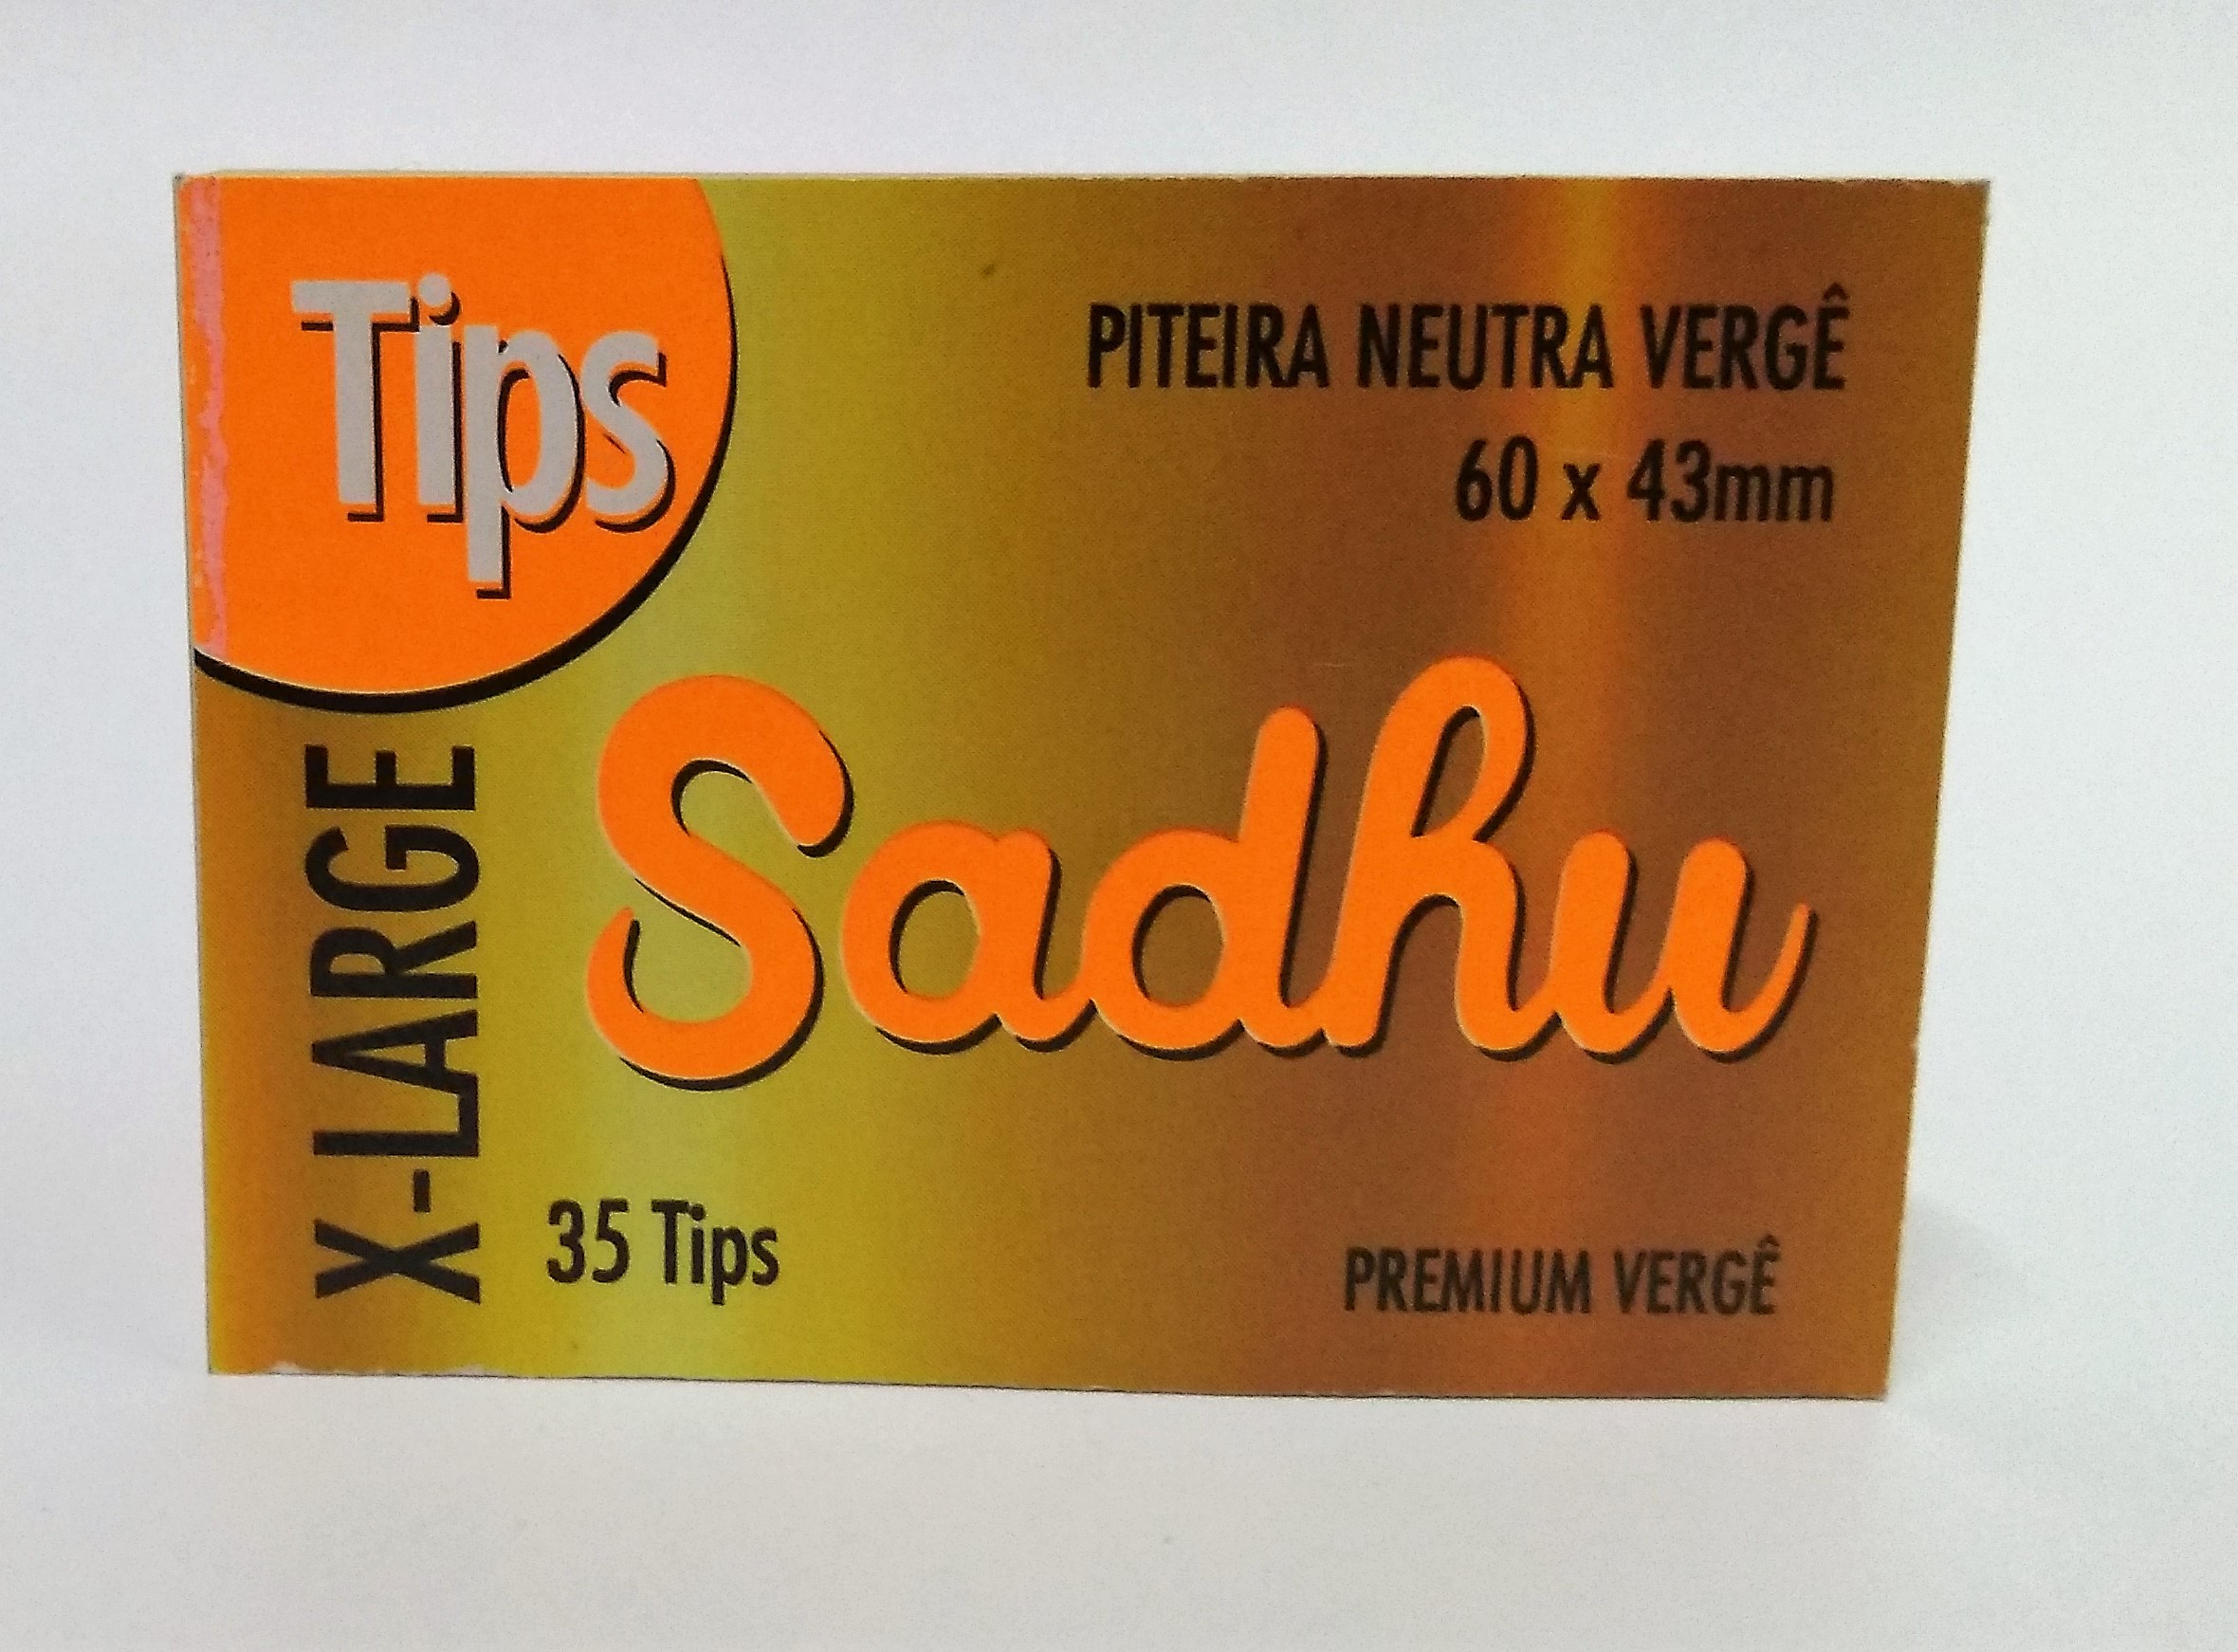 Tips
PITEIRA NEUTRA VERGÊ
60 x 43mm
Sadhu
X-LARGE
35 Tips
PREMIUM VERGÊ